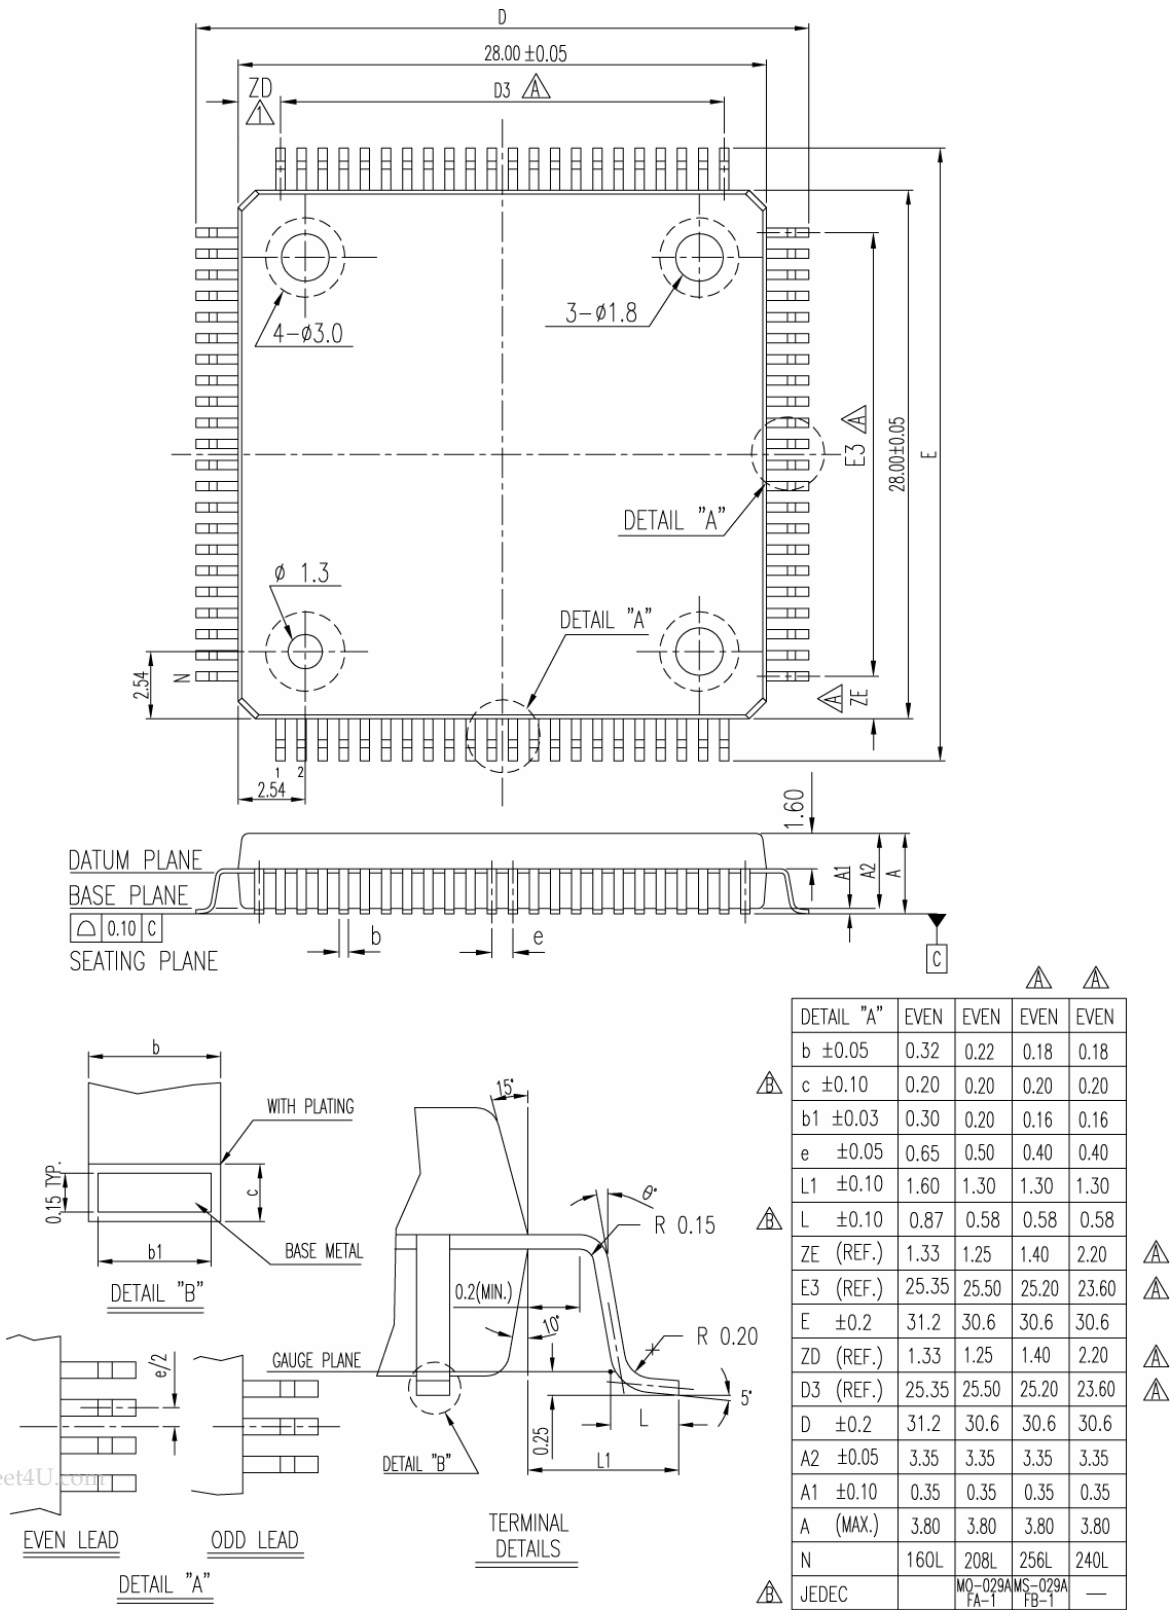 D
28.00 ±0.05
ZD
1
D3 A
4-ø3.0
3-ø1.8
E3 A
28.00±0.05
E
DETAIL "A"
ø 1.3
DETAIL "A"
2.54
N
A ZE
1 2
2.54
1.60
DATUM PLANE
BASE PLANE
0.10 C
SEATING PLANE
b
e
A1
A2
A
C
A A
DETAIL "A" EVEN EVEN EVEN EVEN
b ±0.05 0.32 0.22 0.18 0.18
B c ±0.10 0.20 0.20 0.20 0.20
b1 ±0.03 0.30 0.20 0.16 0.16
e ±0.05 0.65 0.50 0.40 0.40
L1 ±0.10 1.60 1.30 1.30 1.30
B L ±0.10 0.87 0.58 0.58 0.58
ZE (REF.) 1.33 1.25 1.40 2.20 A
E3 (REF.) 25.35 25.50 25.20 23.60 A
E ±0.2 31.2 30.6 30.6 30.6
ZD (REF.) 1.33 1.25 1.40 2.20 A
D3 (REF.) 25.35 25.50 25.20 23.60 A
D ±0.2 31.2 30.6 30.6 30.6
A2 ±0.05 3.35 3.35 3.35 3.35
A1 ±0.10 0.35 0.35 0.35 0.35
A (MAX.) 3.80 3.80 3.80 3.80
N 160L 208L 256L 240L
B JEDEC MO-029A FA-1 MS-029A FB-1 —
b
WITH PLATING
0.15 TYP.
c
b1
BASE METAL
DETAIL "B"
15°
θ°
R 0.15
0.2(MIN.)
10°
R 0.20
GAUGE PLANE
5°
0.25
L
L1
DETAIL "B"
TERMINAL
DETAILS
e/2
eet4U.com
EVEN LEAD
ODD LEAD
DETAIL "A"